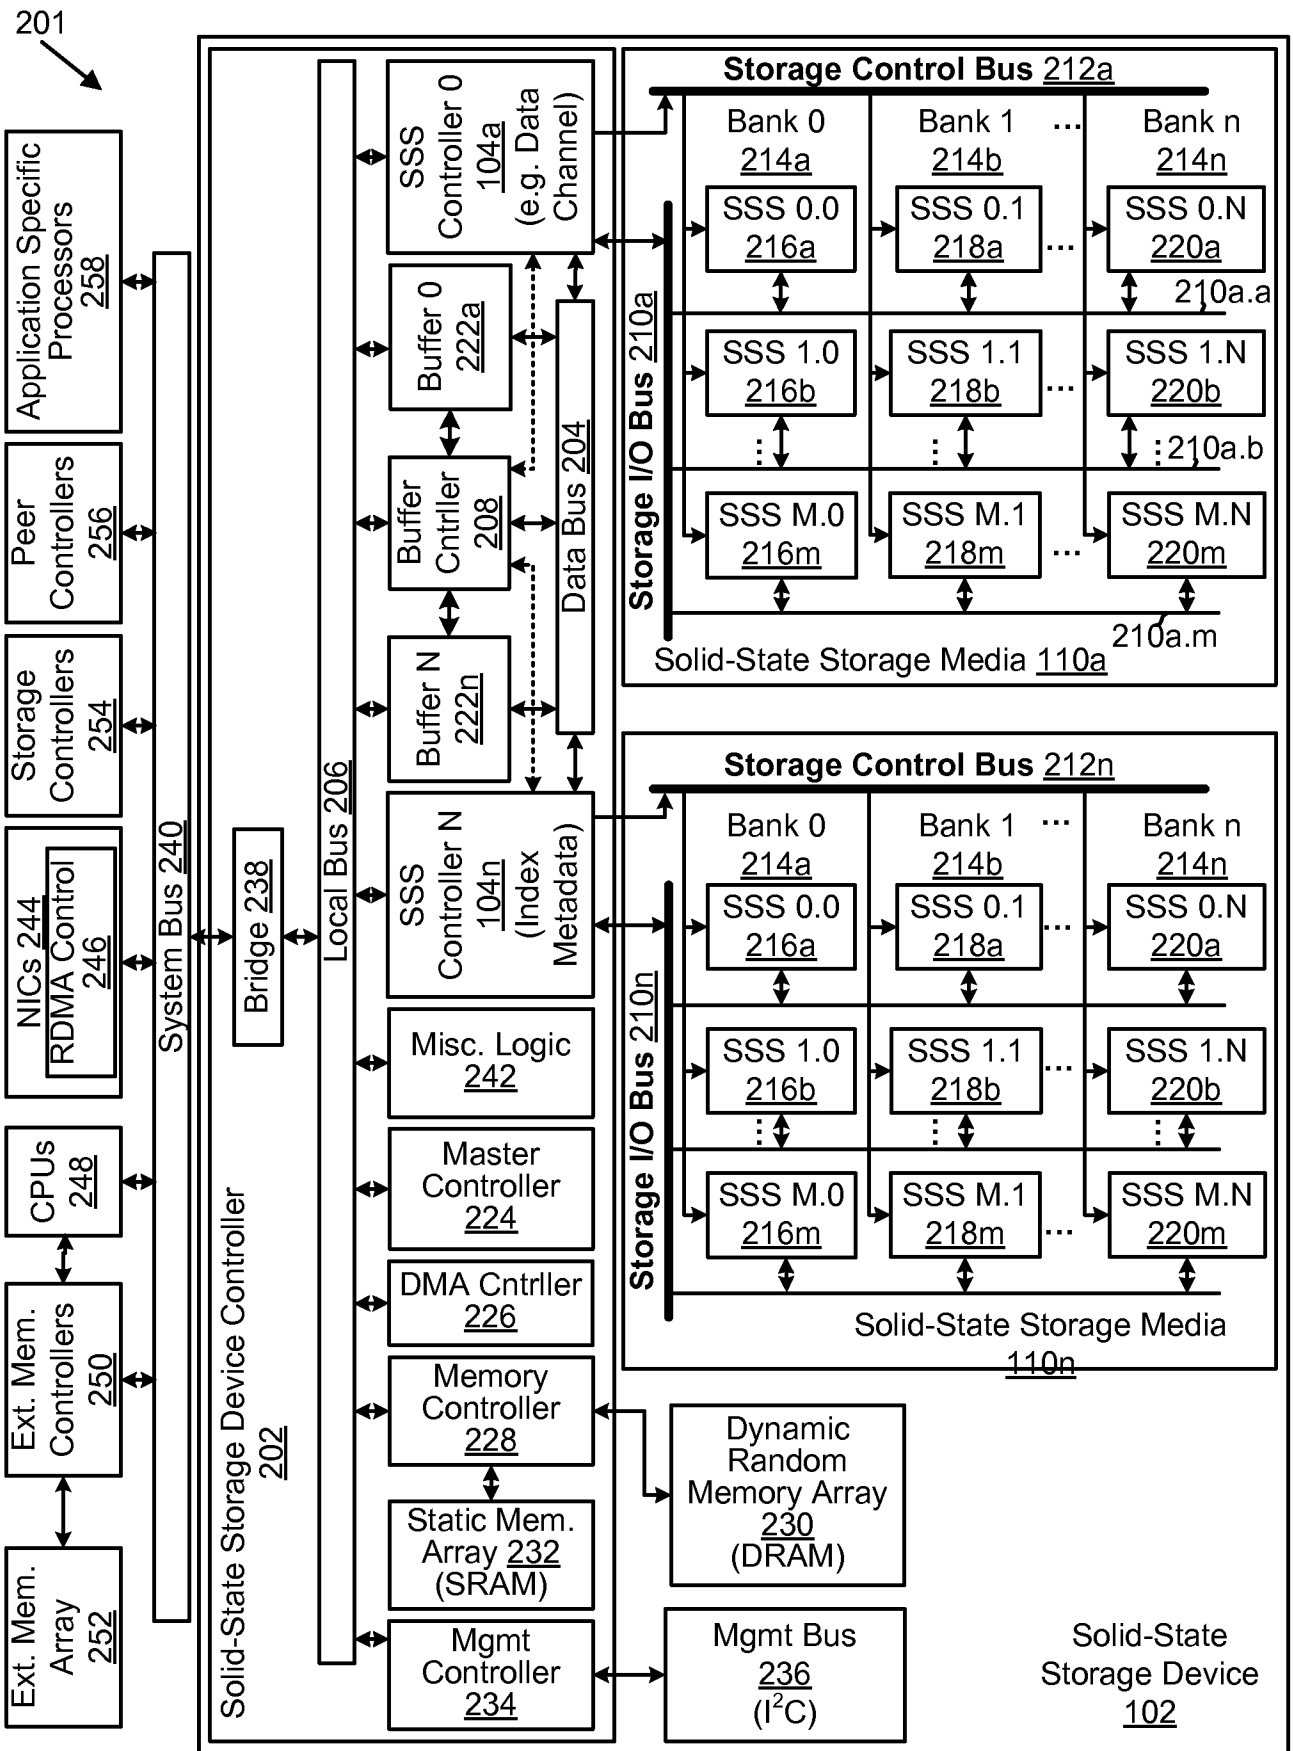 201
Application Specific
Processors
258
Peer
Controllers
256
Storage
Controllers
254
NICs 244
RDMA Control
246
CPUs
248
Ext. Mem.
Controllers
250
Ext. Mem.
Array
252
System Bus 240
Bridge 238
Solid-State Storage Device Controller
202
Local Bus 206
SSS
Controller 0
104a
(e.g. Data
Channel)
Buffer 0
222a
Buffer
Cntrller
208
Buffer N
222n
Data Bus 204
SSS
Controller N
104n
(Index
Metadata)
Misc. Logic
242
Master
Controller
224
DMA Cntrller
226
Memory
Controller
228
Static Mem.
Array 232
(SRAM)
Mgmt
Controller
234
Storage Control Bus 212a
Bank 0
214a
Bank 1
214b
...
Bank n
214n
Storage I/O Bus 210a
SSS 0.0
216a
SSS 0.1
218a
...
SSS 0.N
220a
210a.a
SSS 1.0
216b
SSS 1.1
218b
...
SSS 1.N
220b
...
...
...
210a.b
SSS M.0
216m
SSS M.1
218m
...
SSS M.N
220m
210a.m
Solid-State Storage Media 110a
Storage Control Bus 212n
Bank 0
214a
Bank 1
214b
...
Bank n
214n
Storage I/O Bus 210n
SSS 0.0
216a
SSS 0.1
218a
...
SSS 0.N
220a
SSS 1.0
216b
SSS 1.1
218b
...
SSS 1.N
220b
...
...
...
SSS M.0
216m
SSS M.1
218m
...
SSS M.N
220m
Solid-State Storage Media
110n
Dynamic
Random
Memory Array
230
(DRAM)
Mgmt Bus
236
(I²C)
Solid-State
Storage Device
102